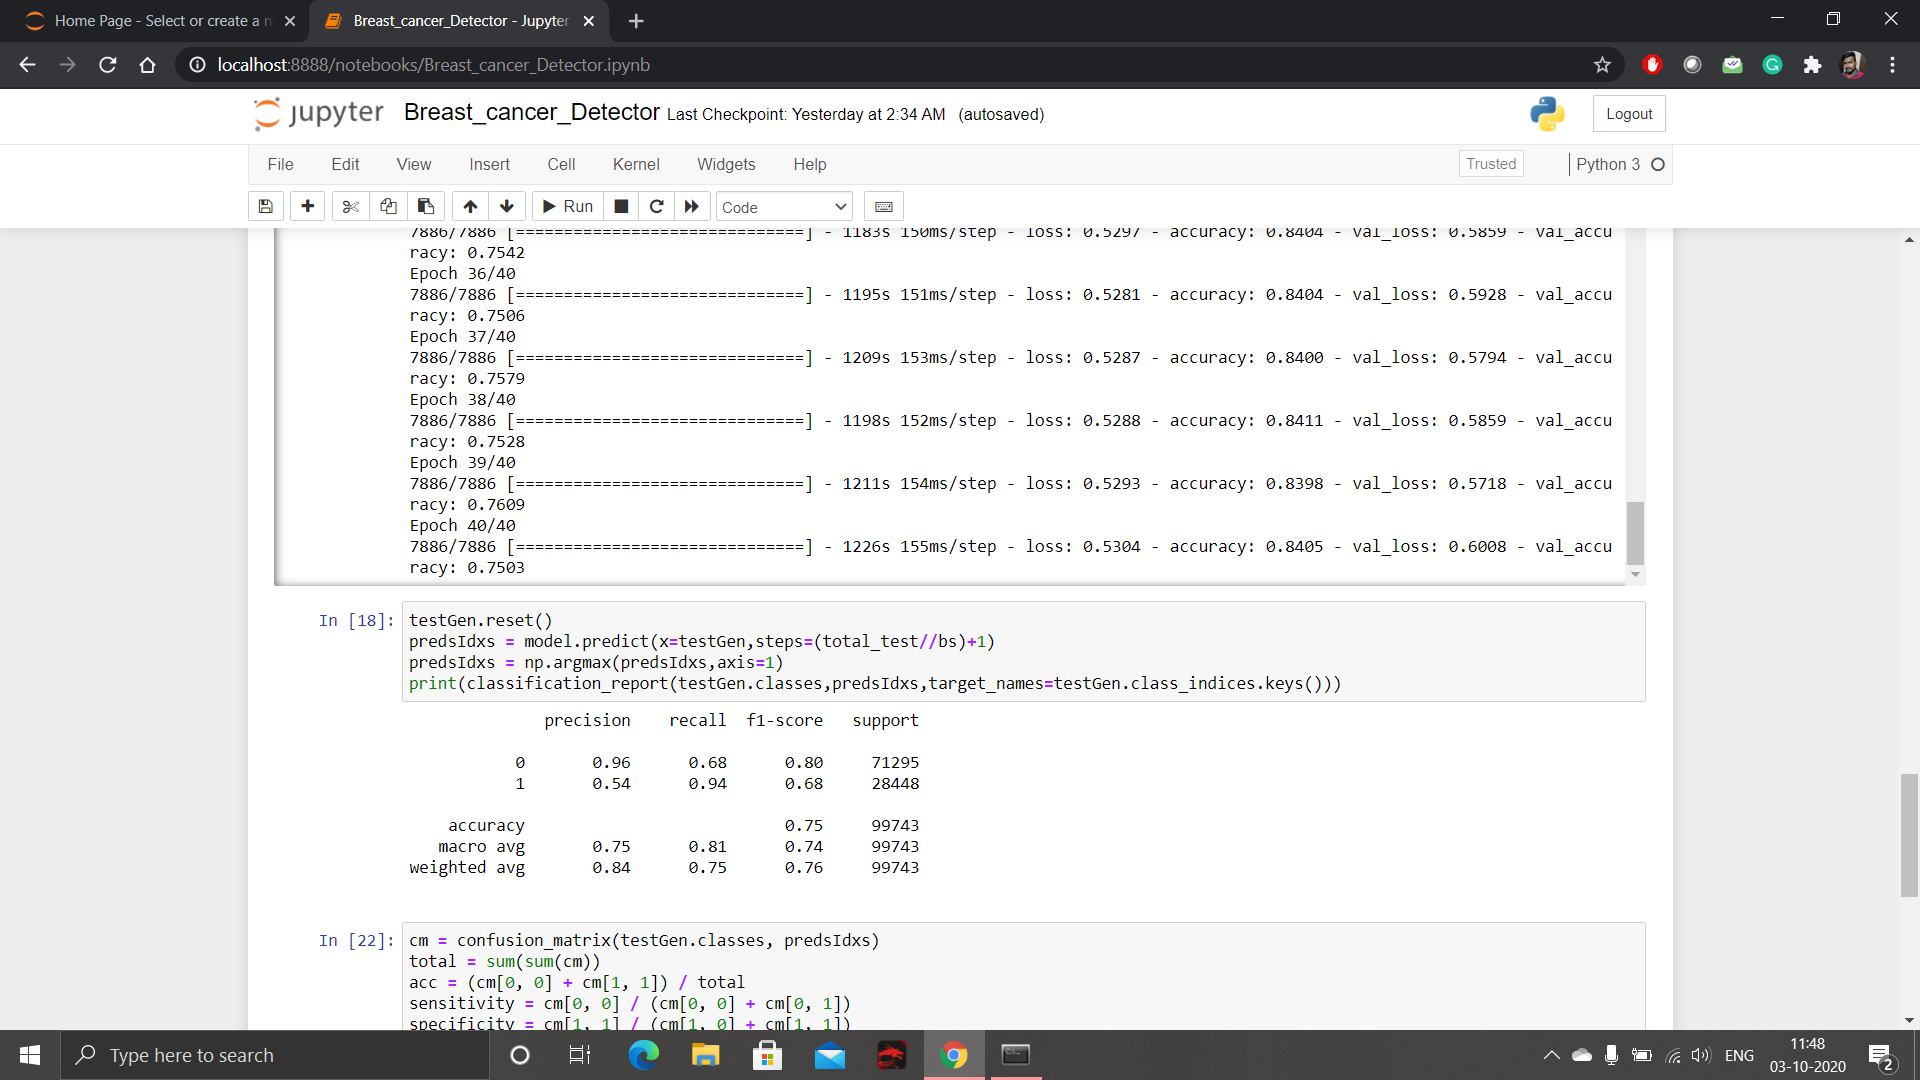 Home Page - Select or create a n
Breast_cancer_Detector - Jupyter
localhost:8888/notebooks/Breast_cancer_Detector.ipynb
jupyter Breast_cancer_Detector Last Checkpoint: Yesterday at 2:34 AM (autosaved)
Logout
File Edit View Insert Cell Kernel Widgets Help
Trusted
Python 3
Run
Code
7886/7886 [==============================] - 1183s 150ms/step - loss: 0.5297 - accuracy: 0.8404 - val_loss: 0.5859 - val_accu
racy: 0.7542
Epoch 36/40
7886/7886 [==============================] - 1195s 151ms/step - loss: 0.5281 - accuracy: 0.8404 - val_loss: 0.5928 - val_accu
racy: 0.7506
Epoch 37/40
7886/7886 [==============================] - 1209s 153ms/step - loss: 0.5287 - accuracy: 0.8400 - val_loss: 0.5794 - val_accu
racy: 0.7579
Epoch 38/40
7886/7886 [==============================] - 1198s 152ms/step - loss: 0.5288 - accuracy: 0.8411 - val_loss: 0.5859 - val_accu
racy: 0.7528
Epoch 39/40
7886/7886 [==============================] - 1211s 154ms/step - loss: 0.5293 - accuracy: 0.8398 - val_loss: 0.5718 - val_accu
racy: 0.7609
Epoch 40/40
7886/7886 [==============================] - 1226s 155ms/step - loss: 0.5304 - accuracy: 0.8405 - val_loss: 0.6008 - val_accu
racy: 0.7503
In [18]: testGen.reset()
predsIdxs = model.predict(x=testGen,steps=(total_test//bs)+1)
predsIdxs = np.argmax(predsIdxs,axis=1)
print(classification_report(testGen.classes,predsIdxs,target_names=testGen.class_indices.keys()))
precision recall f1-score support
0 0.96 0.68 0.80 71295
1 0.54 0.94 0.68 28448
accuracy 0.75 99743
macro avg 0.75 0.81 0.74 99743
weighted avg 0.84 0.75 0.76 99743
In [22]: cm = confusion_matrix(testGen.classes, predsIdxs)
total = sum(sum(cm))
acc = (cm[0, 0] + cm[1, 1]) / total
sensitivity = cm[0, 0] / (cm[0, 0] + cm[0, 1])
specificity = cm[1, 1] / (cm[1, 0] + cm[1, 1])
Type here to search
ENG
11:48
03-10-2020
2